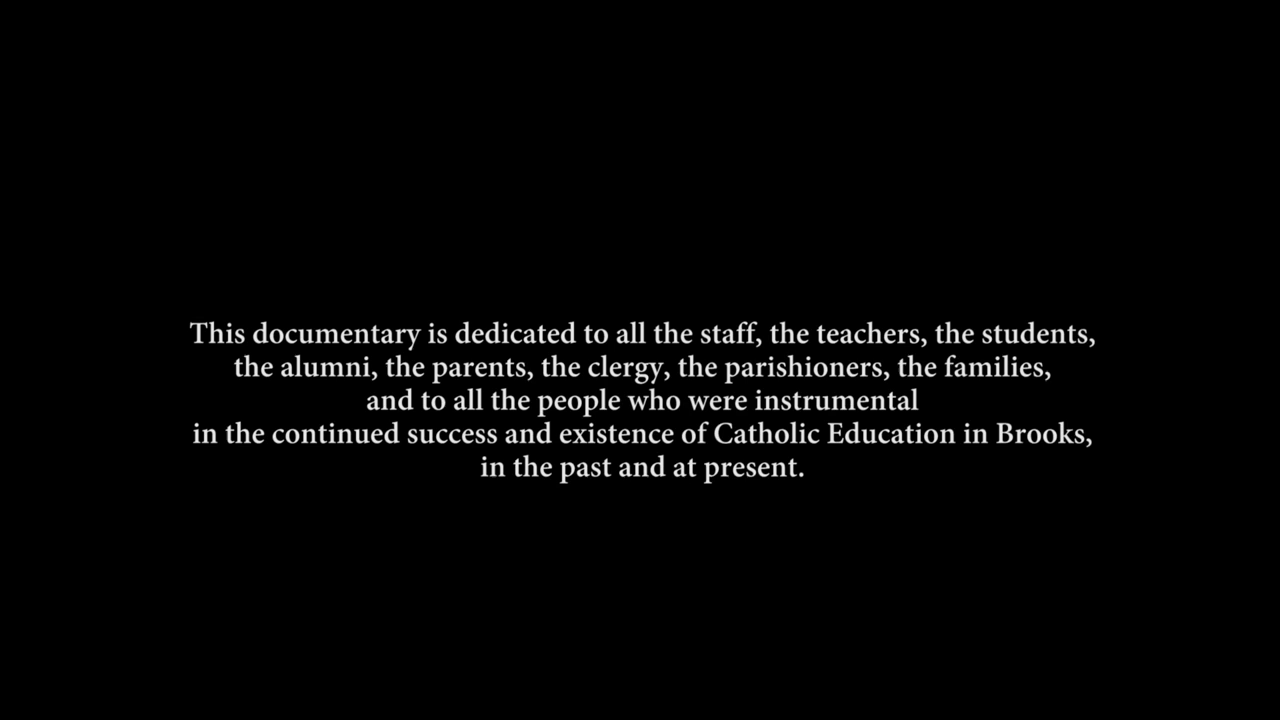 This documentary is dedicated to all the staff, the teachers, the students,
the alumni, the parents, the clergy, the parishioners, the families,
and to all the people who were instrumental
in the continued success and existence of Catholic Education in Brooks,
in the past and at present.